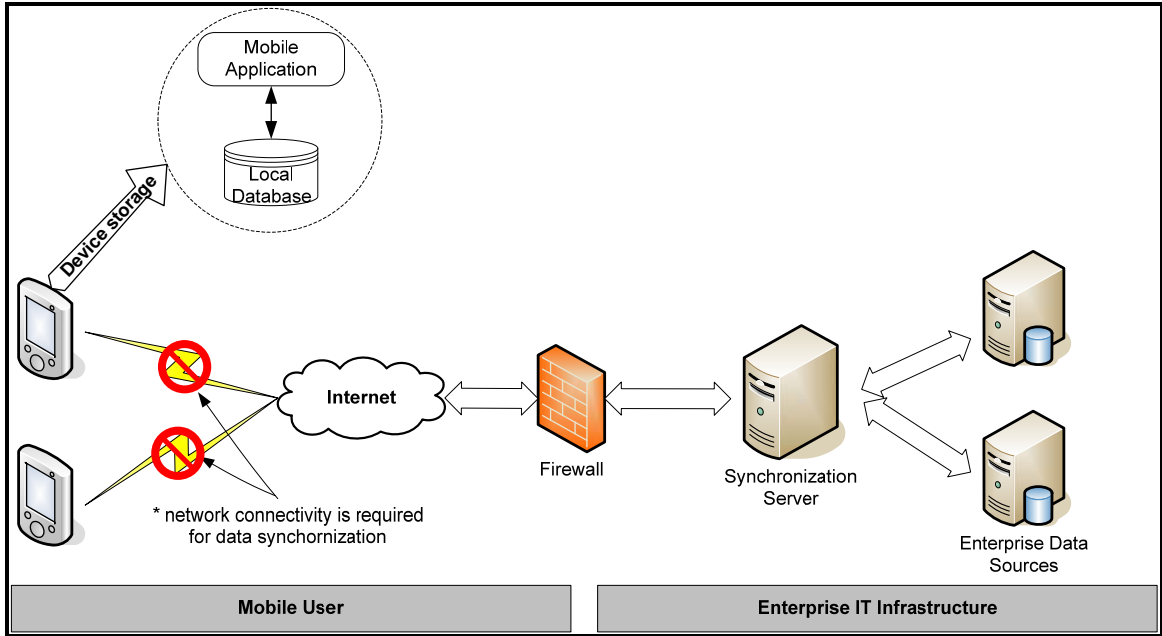 Mobile
Application
Local
Database
Device storage
Internet
Firewall
Synchronization
Server
Enterprise Data
Sources
* network connectivity is required
for data synchornization
Mobile User
Enterprise IT Infrastructure